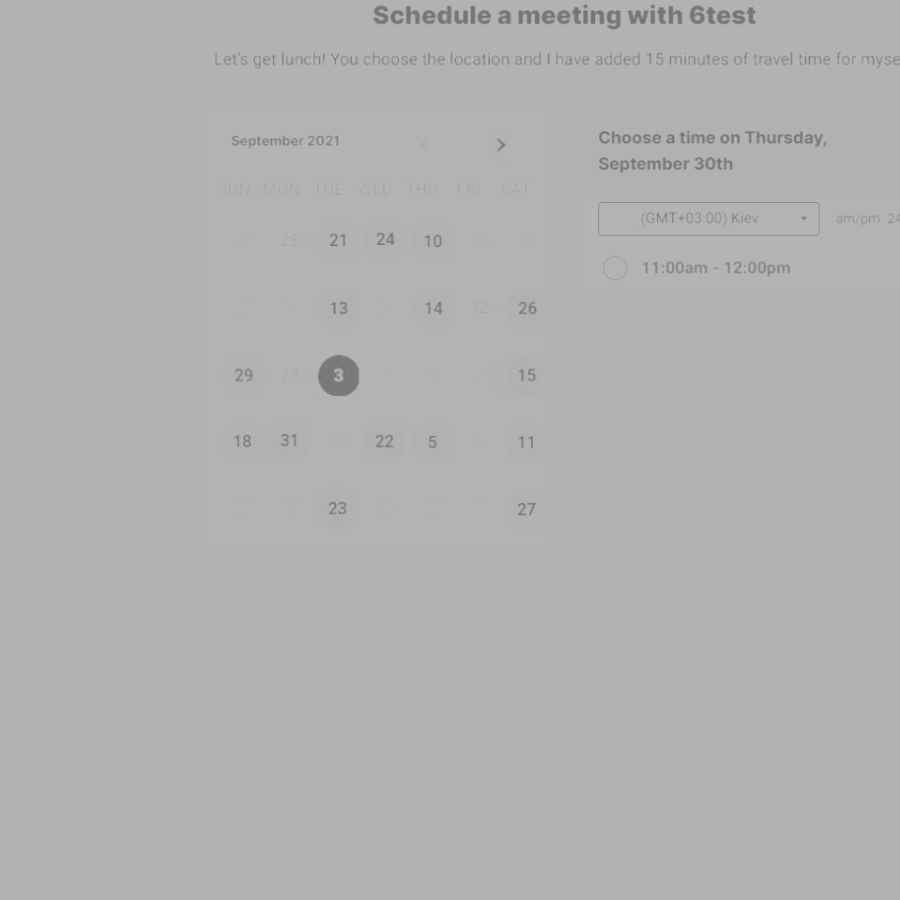 Schedule a meeting with 6test
Let's get lunch! You choose the location and I have added 15 minutes of travel time for myse
September 2021
SUN MON TUE WED THU FRI SAT
28 21 24 10
13 14 12 26
29 28 3 15
18 31 22 5 11
23 27
Choose a time on Thursday,
September 30th
(GMT+03:00) Kiev am/pm 24
11:00am - 12:00pm